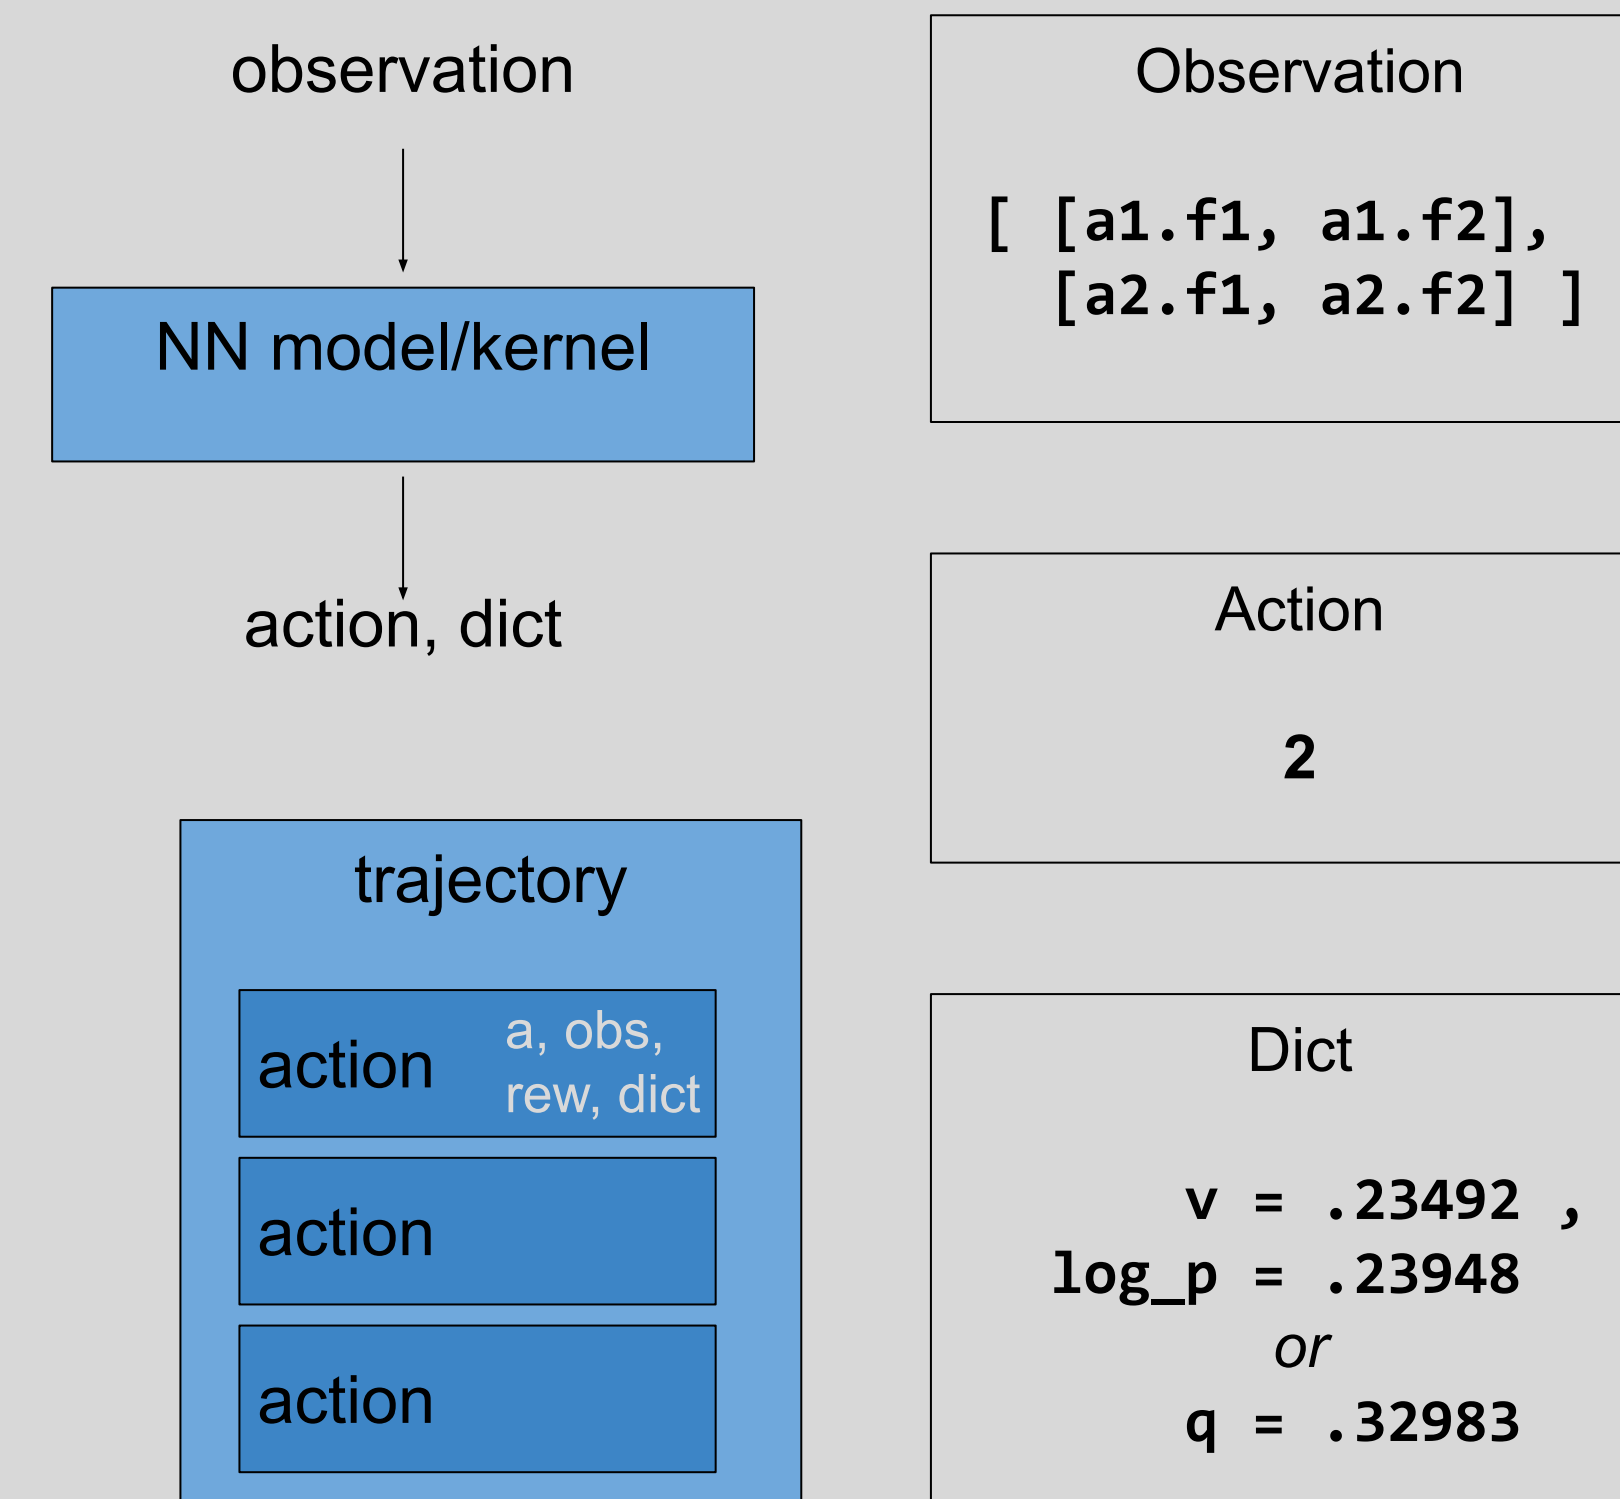 observation
NN model/kernel
action, dict
trajectory
action
a, obs,
rew, dict
action
action
Observation
[ [a1.f1, a1.f2],
[a2.f1, a2.f2] ]
Action
2
Dict
v = .23492 ,
log_p = .23948
or
q = .32983